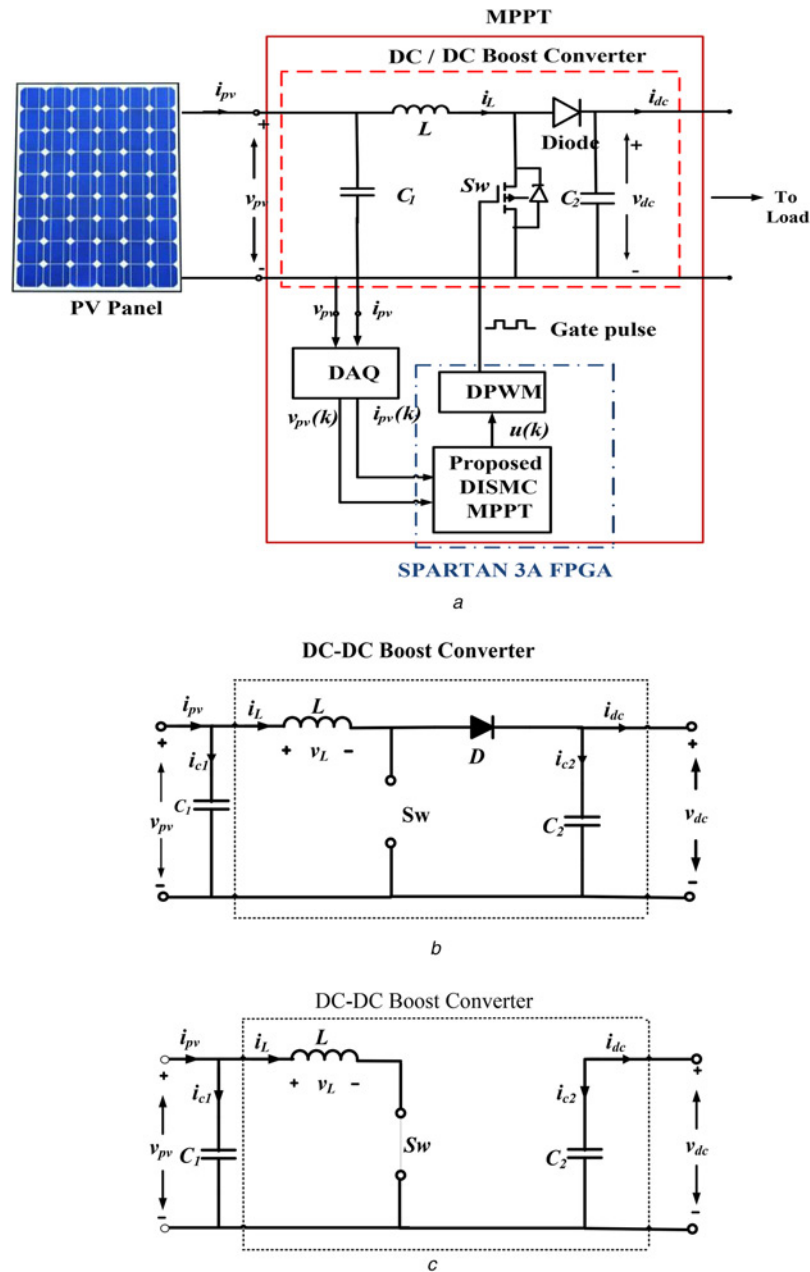 MPPT
DC / DC Boost Converter
i_pv
L
i_L
Diode
i_dc
+
v_pv
-
C_1
Sw
C_2
+
v_dc
-
To
Load
PV Panel
v_pv
i_pv
Gate pulse
DAQ
DPWM
v_pv(k)
i_pv(k)
u(k)
Proposed
DISMC
MPPT
SPARTAN 3A FPGA
a
DC-DC Boost Converter
i_pv
i_L
L
i_dc
+
+ v_L -
D
+
i_c1
i_c2
C_1
v_pv
Sw
C_2
v_dc
-
-
b
DC-DC Boost Converter
i_pv
i_L
L
i_dc
+
+ v_L -
+
i_c1
i_c2
v_pv
C_1
Sw
C_2
v_dc
-
-
c